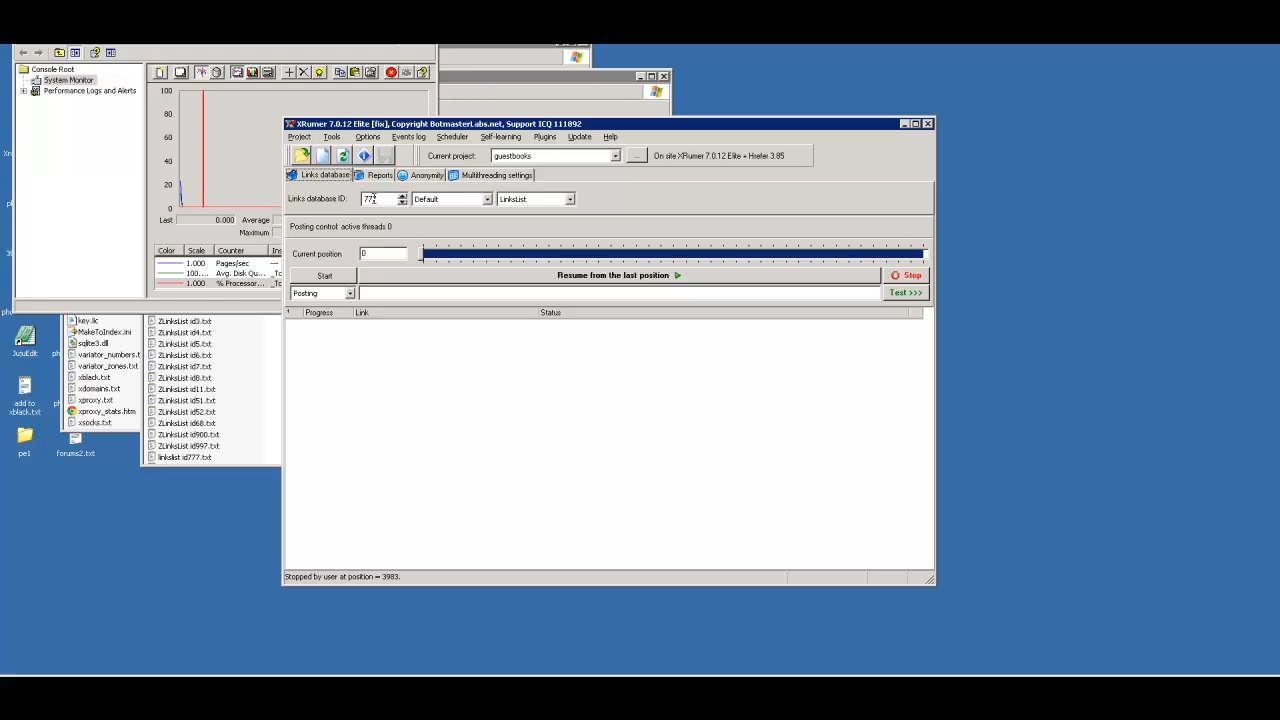 Console Root
System Monitor
Performance Logs and Alerts
100
80
60
40
20
0
Last
0.000
Average
Maximum
Color
Scale
Counter
1.000
Pages/sec
---
100....
Avg. Disk Qu...
_To
1.000
% Processor...
_To
XRumer 7.0.12 Elite [fix], Copyright BotmasterLabs.net, Support ICQ 111892
Project
Tools
Options
Events log
Scheduler
Self-learning
Plugins
Update
Help
Current project:
guestbooks
...
On site XRumer 7.0.12 Elite + Hrefer 3.85
Links database
Reports
Anonymity
Multithreading settings
Links database ID:
777
Default
LinksList
Posting control: active threads 0
Current position
0
Start
Resume from the last position
Stop
Posting
Test >>>
Progress
Link
Status
Stopped by user at position = 3983.
key.lic
MakeToIndex.ini
sqlite3.dll
variator_numbers.t
variator_zones.txt
xblack.txt
xdomains.txt
xproxy.txt
xproxy_stats.htm
xsocks.txt
ZLinksList id3.txt
ZLinksList id4.txt
ZLinksList id5.txt
ZLinksList id6.txt
ZLinksList id7.txt
ZLinksList id8.txt
ZLinksList id11.txt
ZLinksList id51.txt
ZLinksList id52.txt
ZLinksList id68.txt
ZLinksList id900.txt
ZLinksList id997.txt
linkslist id777.txt
JujuEdit
add to
xblack.txt
pe1
forums2.txt